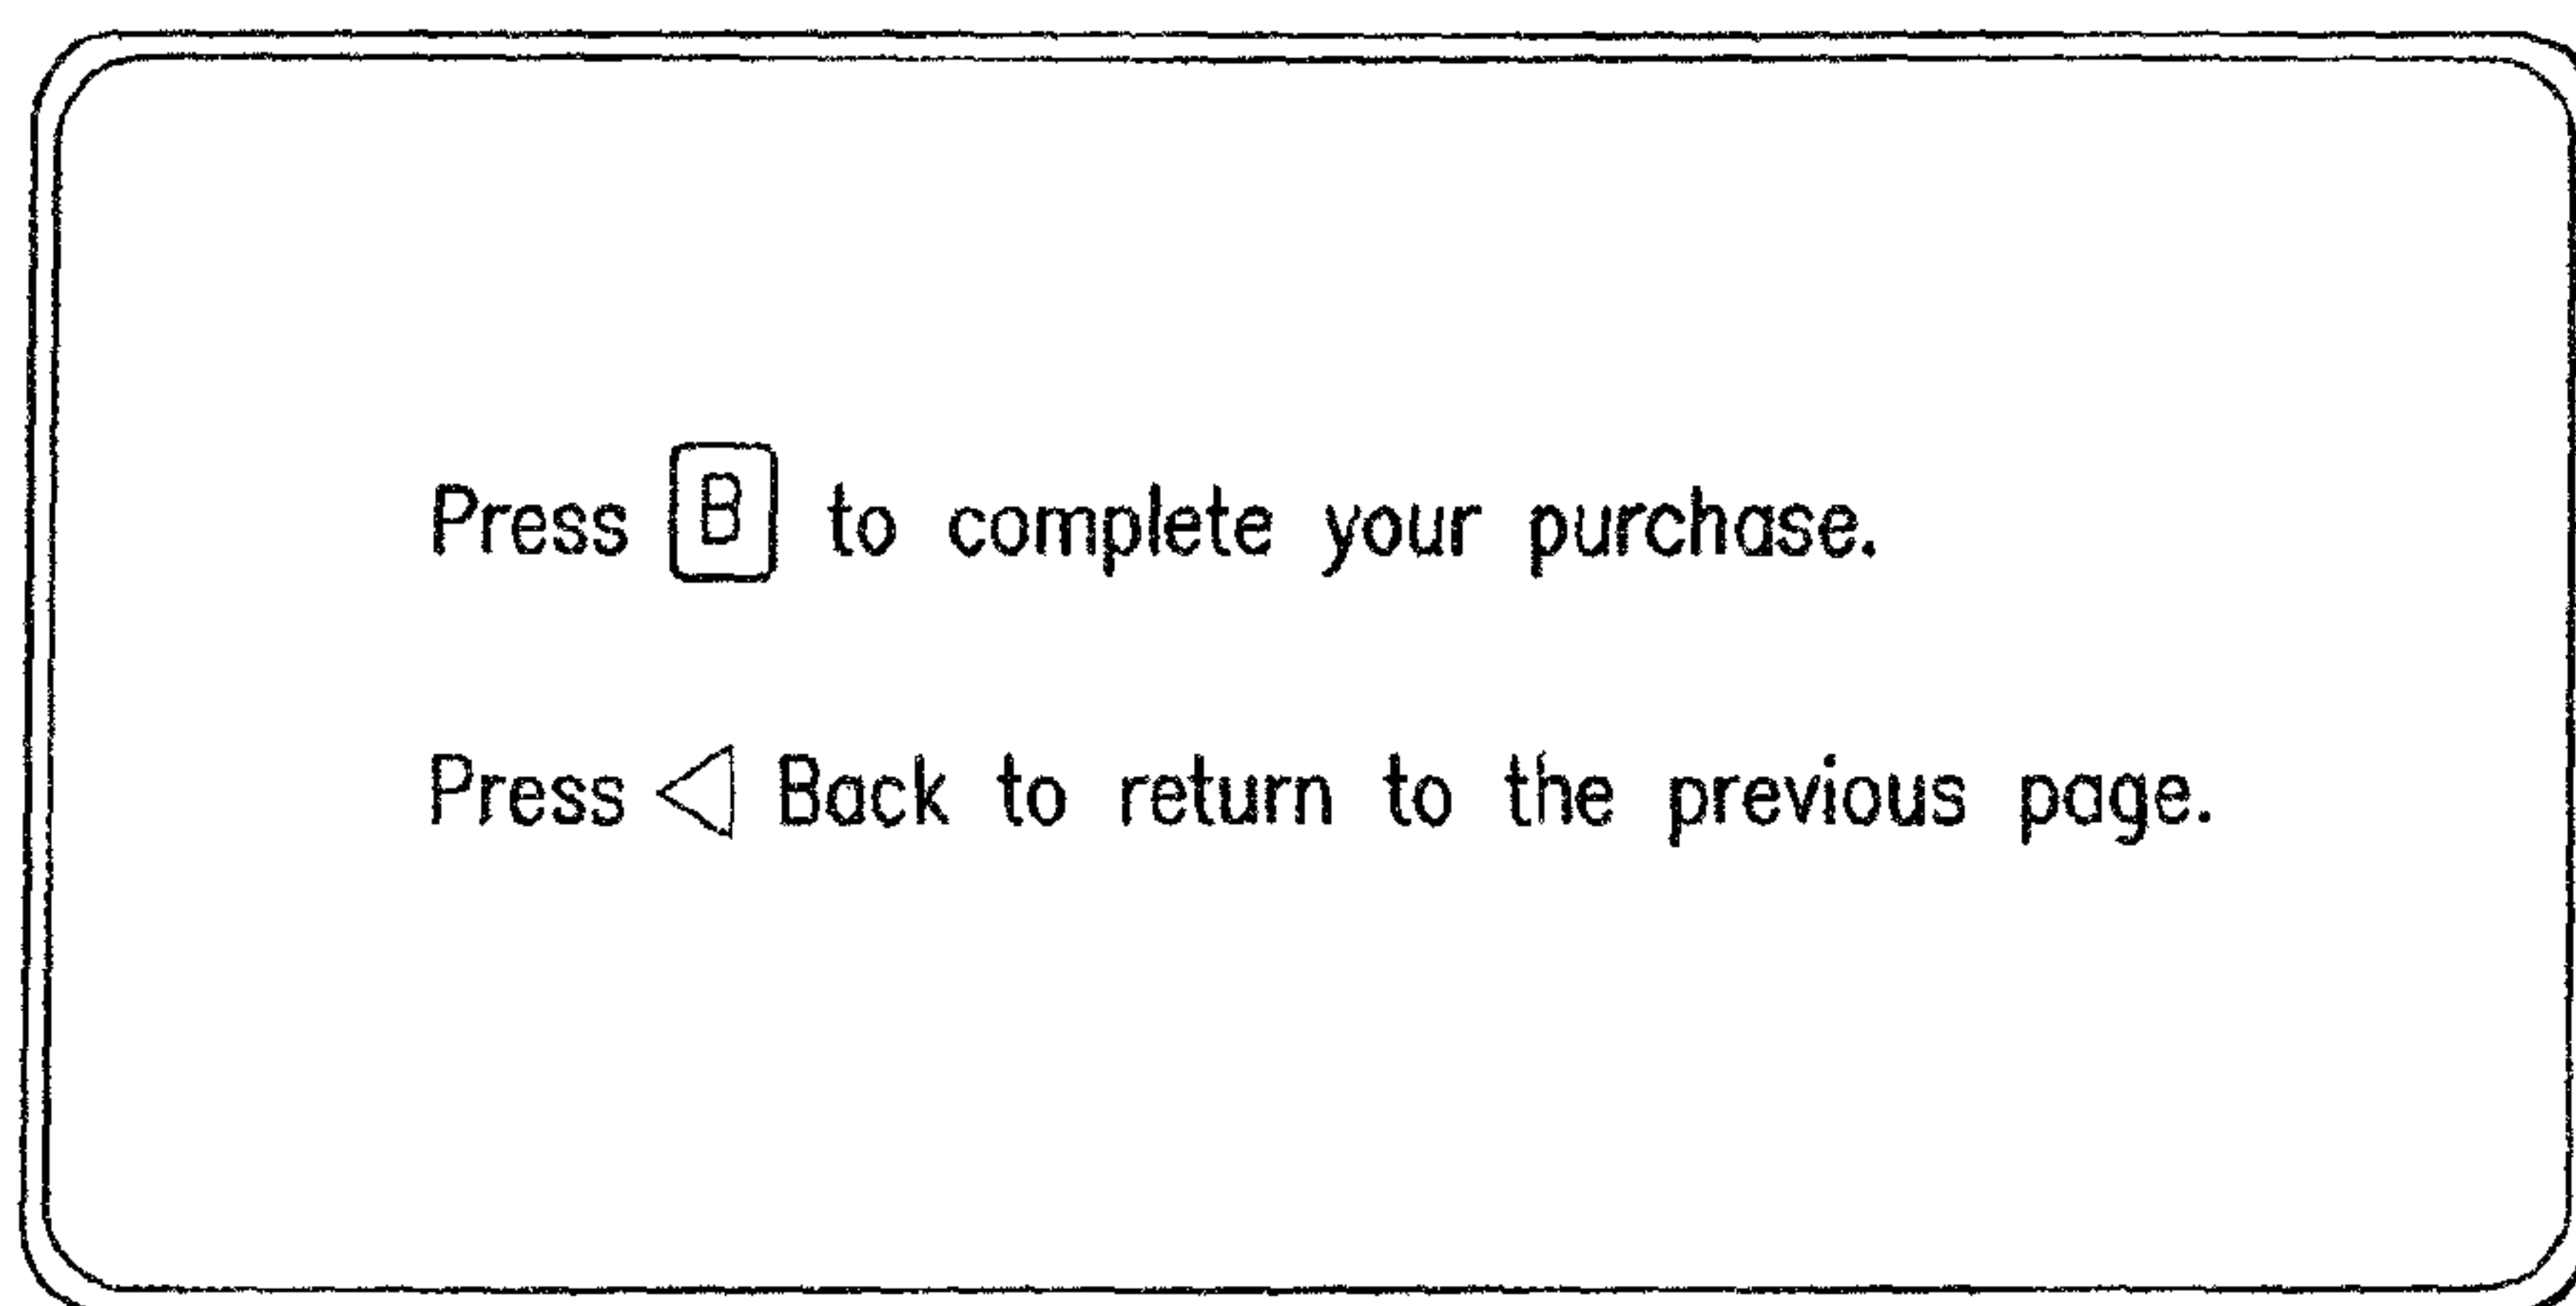 Press B to complete your purchase.
Press ◁ Back to return to the previous page.